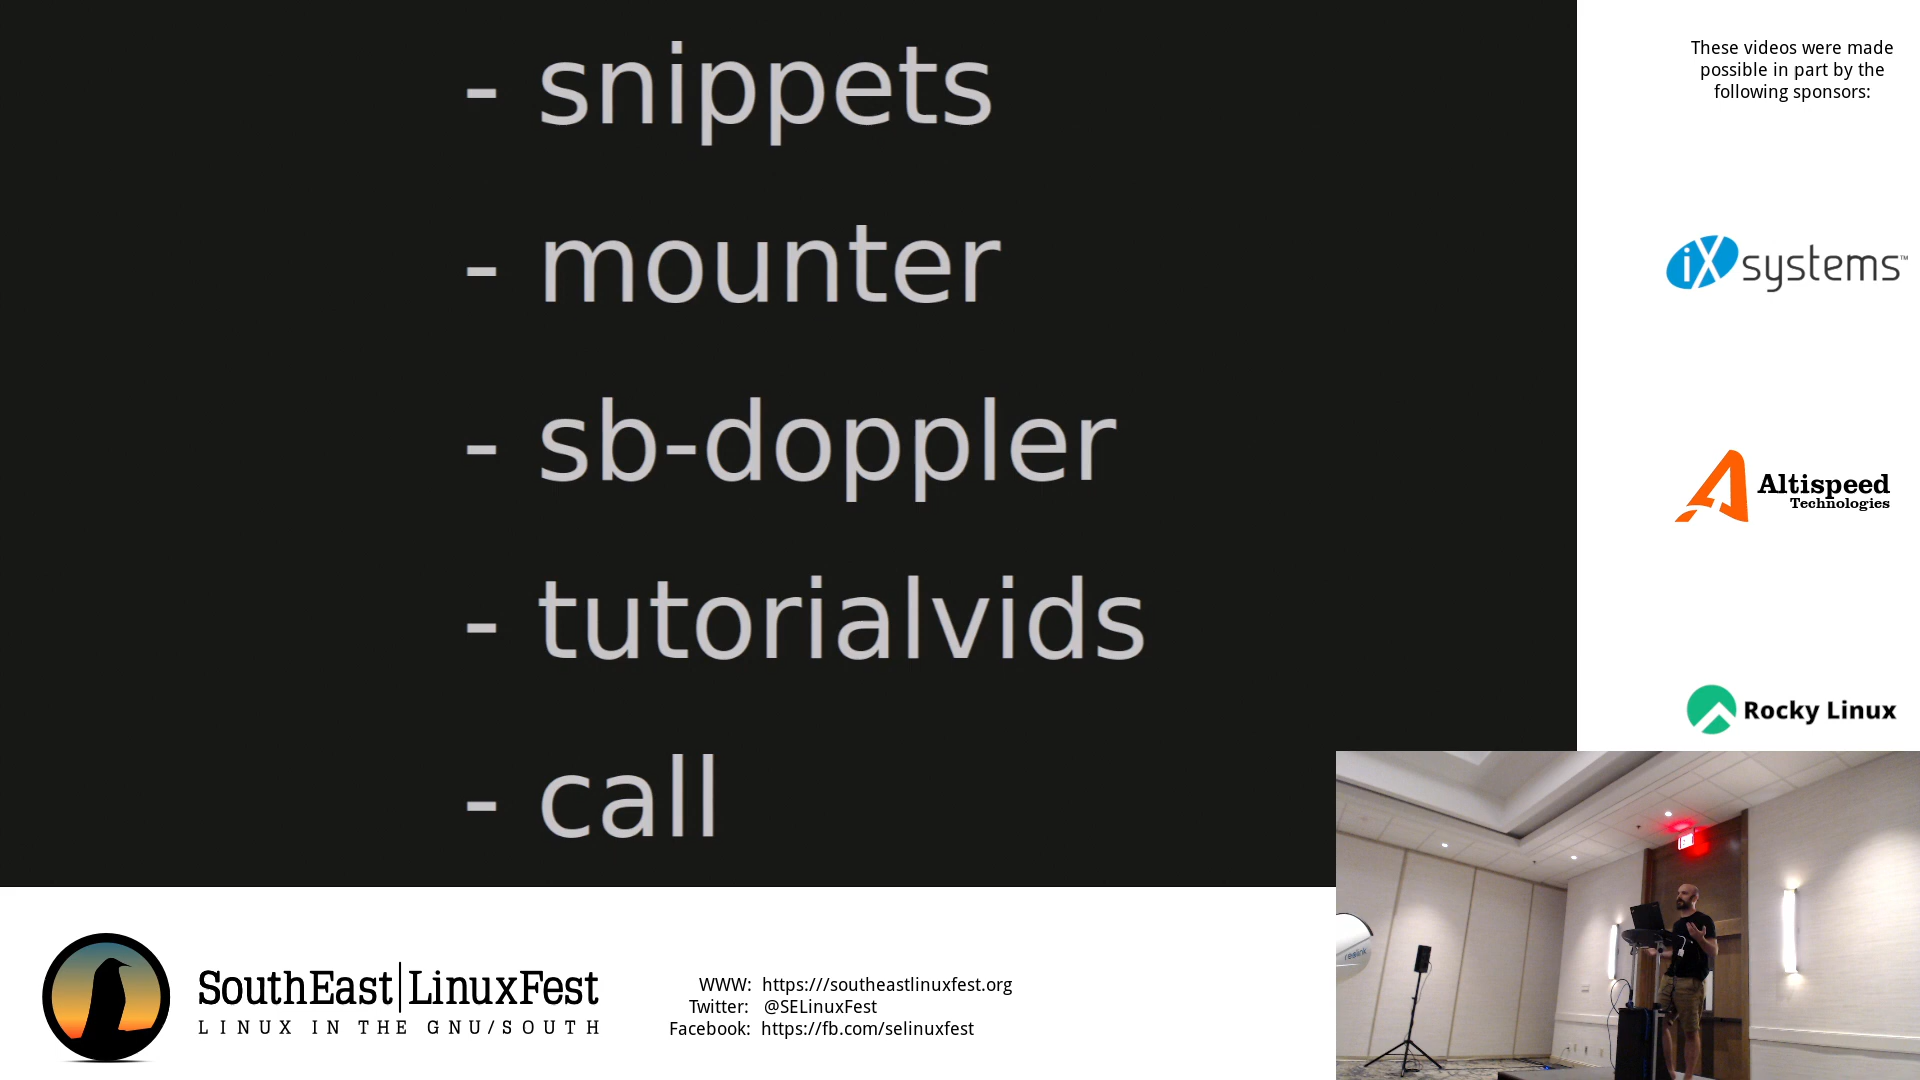 - snippets
- mounter
- sb-doppler
- tutorialvids
- call
These videos were made
possible in part by the
following sponsors:
iX systems™
Altispeed
Technologies
Rocky Linux
SouthEast|LinuxFest
LINUX IN THE GNU/SOUTH
WWW: https:///southeastlinuxfest.org
Twitter: @SELinuxFest
Facebook: https://fb.com/selinuxfest